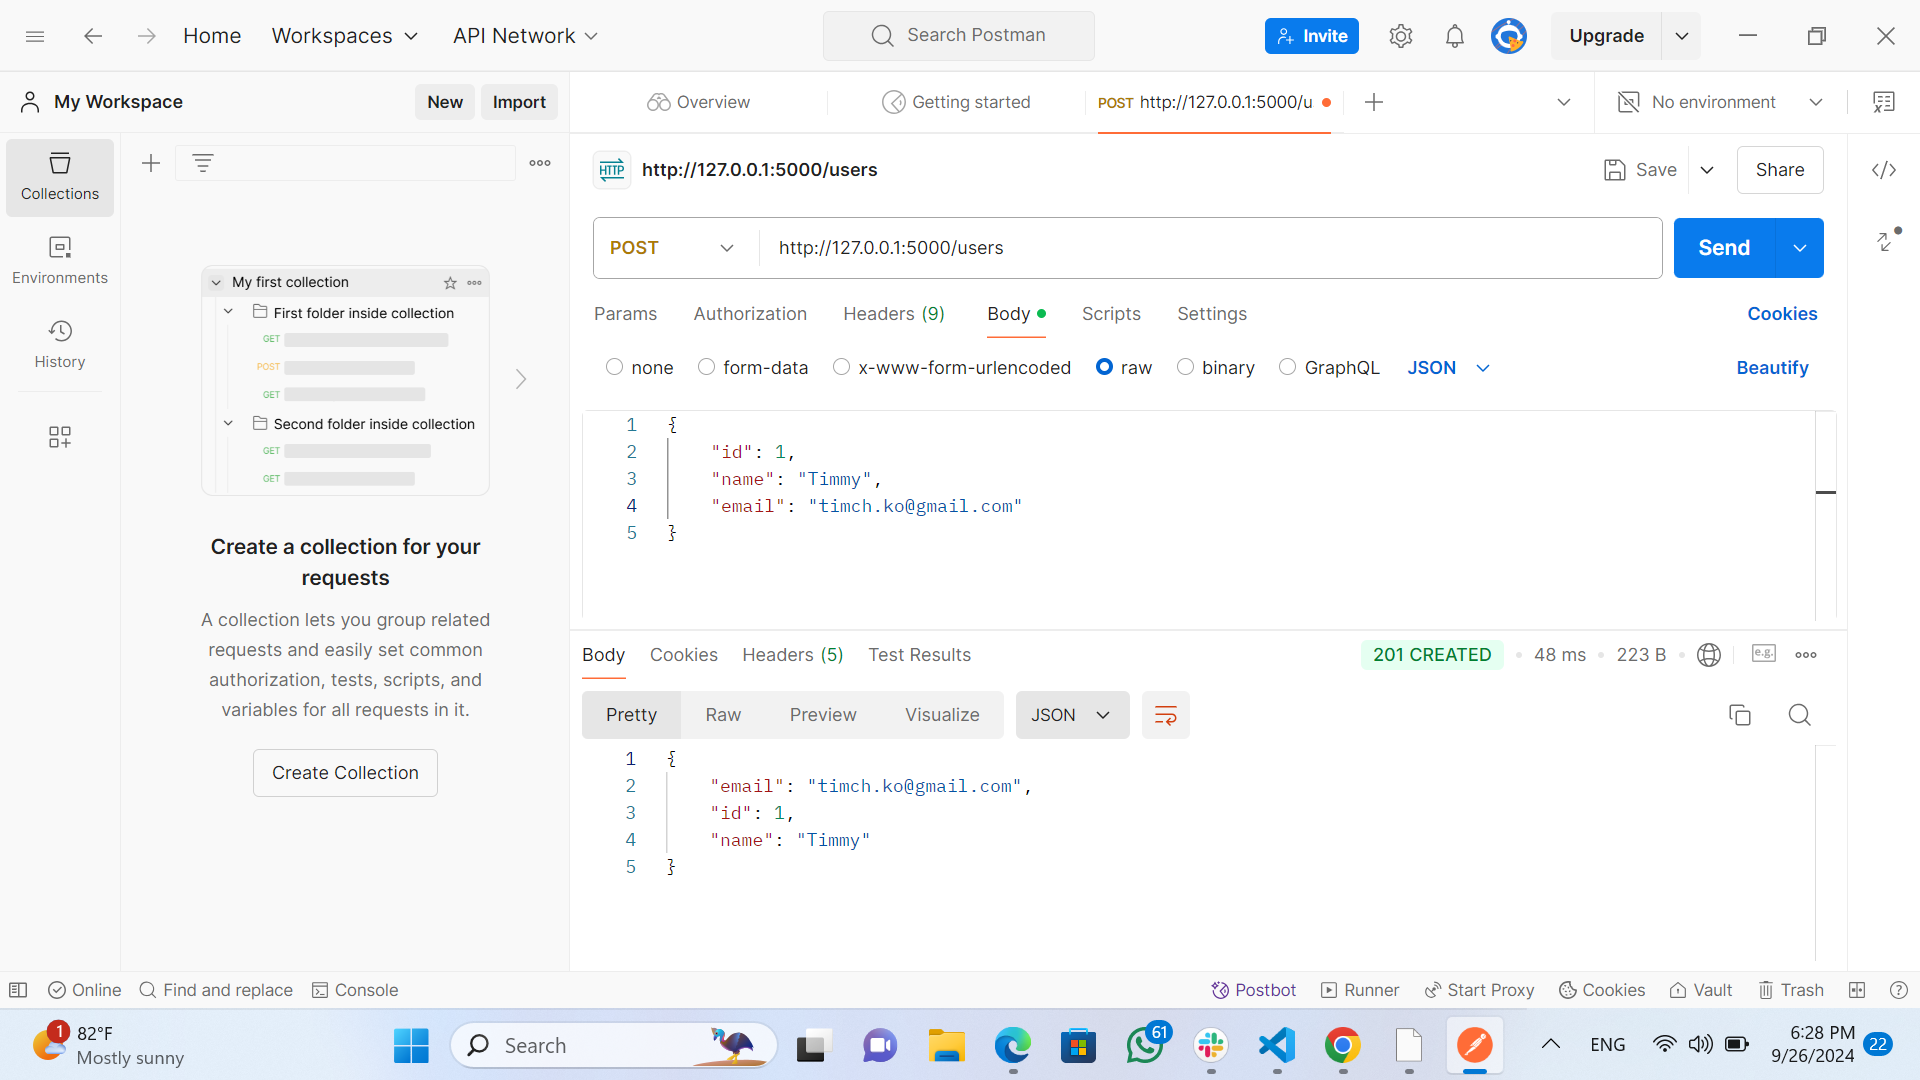 Home
Workspaces
API Network
Search Postman
Invite
Upgrade
My Workspace
New
Import
Overview
Getting started
POST http://127.0.0.1:5000/u
No environment
Collections
Environments
History
My first collection
First folder inside collection
GET
POST
GET
Second folder inside collection
GET
GET
Create a collection for your
requests
A collection lets you group related
requests and easily set common
authorization, tests, scripts, and
variables for all requests in it.
Create Collection
HTTP
http://127.0.0.1:5000/users
Save
Share
POST
http://127.0.0.1:5000/users
Send
Params
Authorization
Headers (9)
Body
Scripts
Settings
Cookies
none
form-data
x-www-form-urlencoded
raw
binary
GraphQL
JSON
Beautify
1 {
2 "id": 1,
3 "name": "Timmy",
4 "email": "timch.ko@gmail.com"
5 }
Body
Cookies
Headers (5)
Test Results
201 CREATED
48 ms
223 B
e.g.
Pretty
Raw
Preview
Visualize
JSON
1 {
2 "email": "timch.ko@gmail.com",
3 "id": 1,
4 "name": "Timmy"
5 }
Online
Find and replace
Console
Postbot
Runner
Start Proxy
Cookies
Vault
Trash
1
82°F
Mostly sunny
Search
61
ENG
6:28 PM
9/26/2024
22